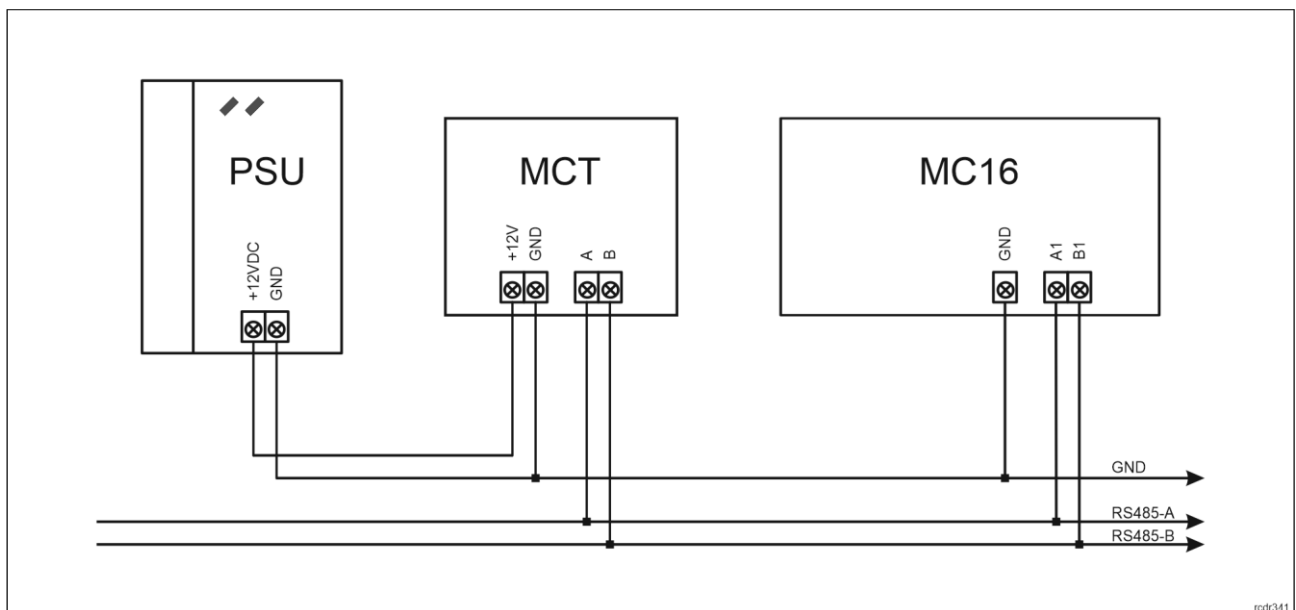 PSU
+12VDC
GND
MCT
+12V
GND
A
B
MC16
GND
A1
B1
GND
RS485-A
RS485-B
rcdr341